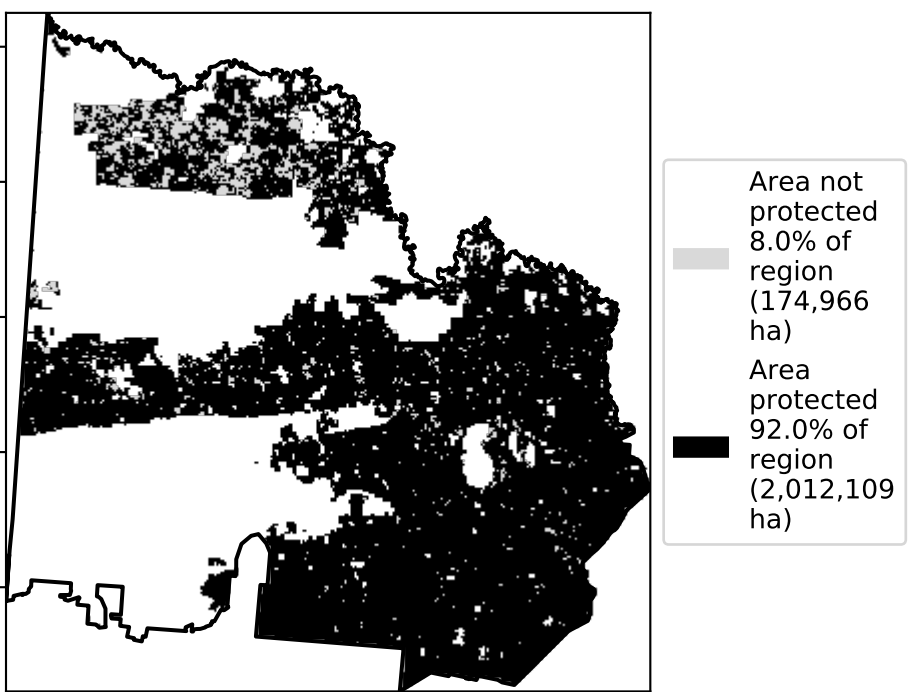 Area not
protected
8.0% of
region
(174,966
ha)
Area
protected
92.0% of
region
(2,012,109
ha)